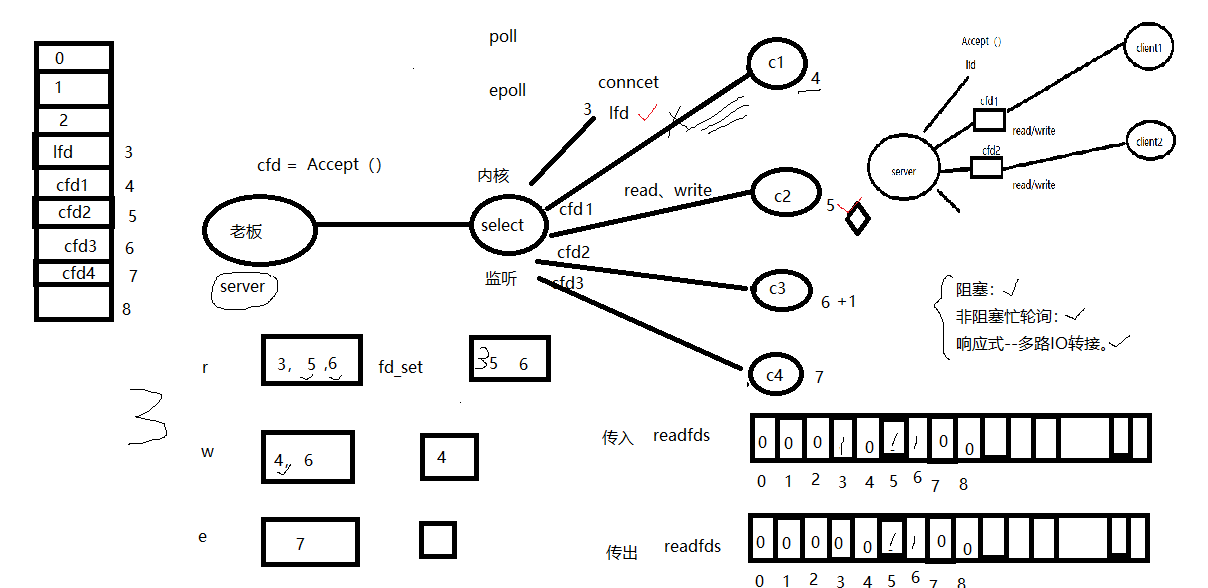 poll
epoll
0
1
2
lfd 3
cfd1 4
cfd2 5
cfd3 6
cfd4 7
8
cfd = Accept（）
老板
server
内核
select
监听
conncet
3 lfd
cfd1
read、write
cfd2
cfd3
c1 4
c2 5
c3 6 +1
c4 7
Accept（）
lfd
cfd1
read/write
cfd2
read/write
server
client1
client2
阻塞：
非阻塞忙轮询：
响应式--多路IO转接。
r 3, 5 ,6 fd_set 3 5 6
3
w 4, 6 4
e 7
传入 readfds
0 0 0 1 0 1 1 0 0
0 1 2 3 4 5 6 7 8
传出 readfds
0 0 0 0 0 1 1 0 0
0 1 2 3 4 5 6 7 8